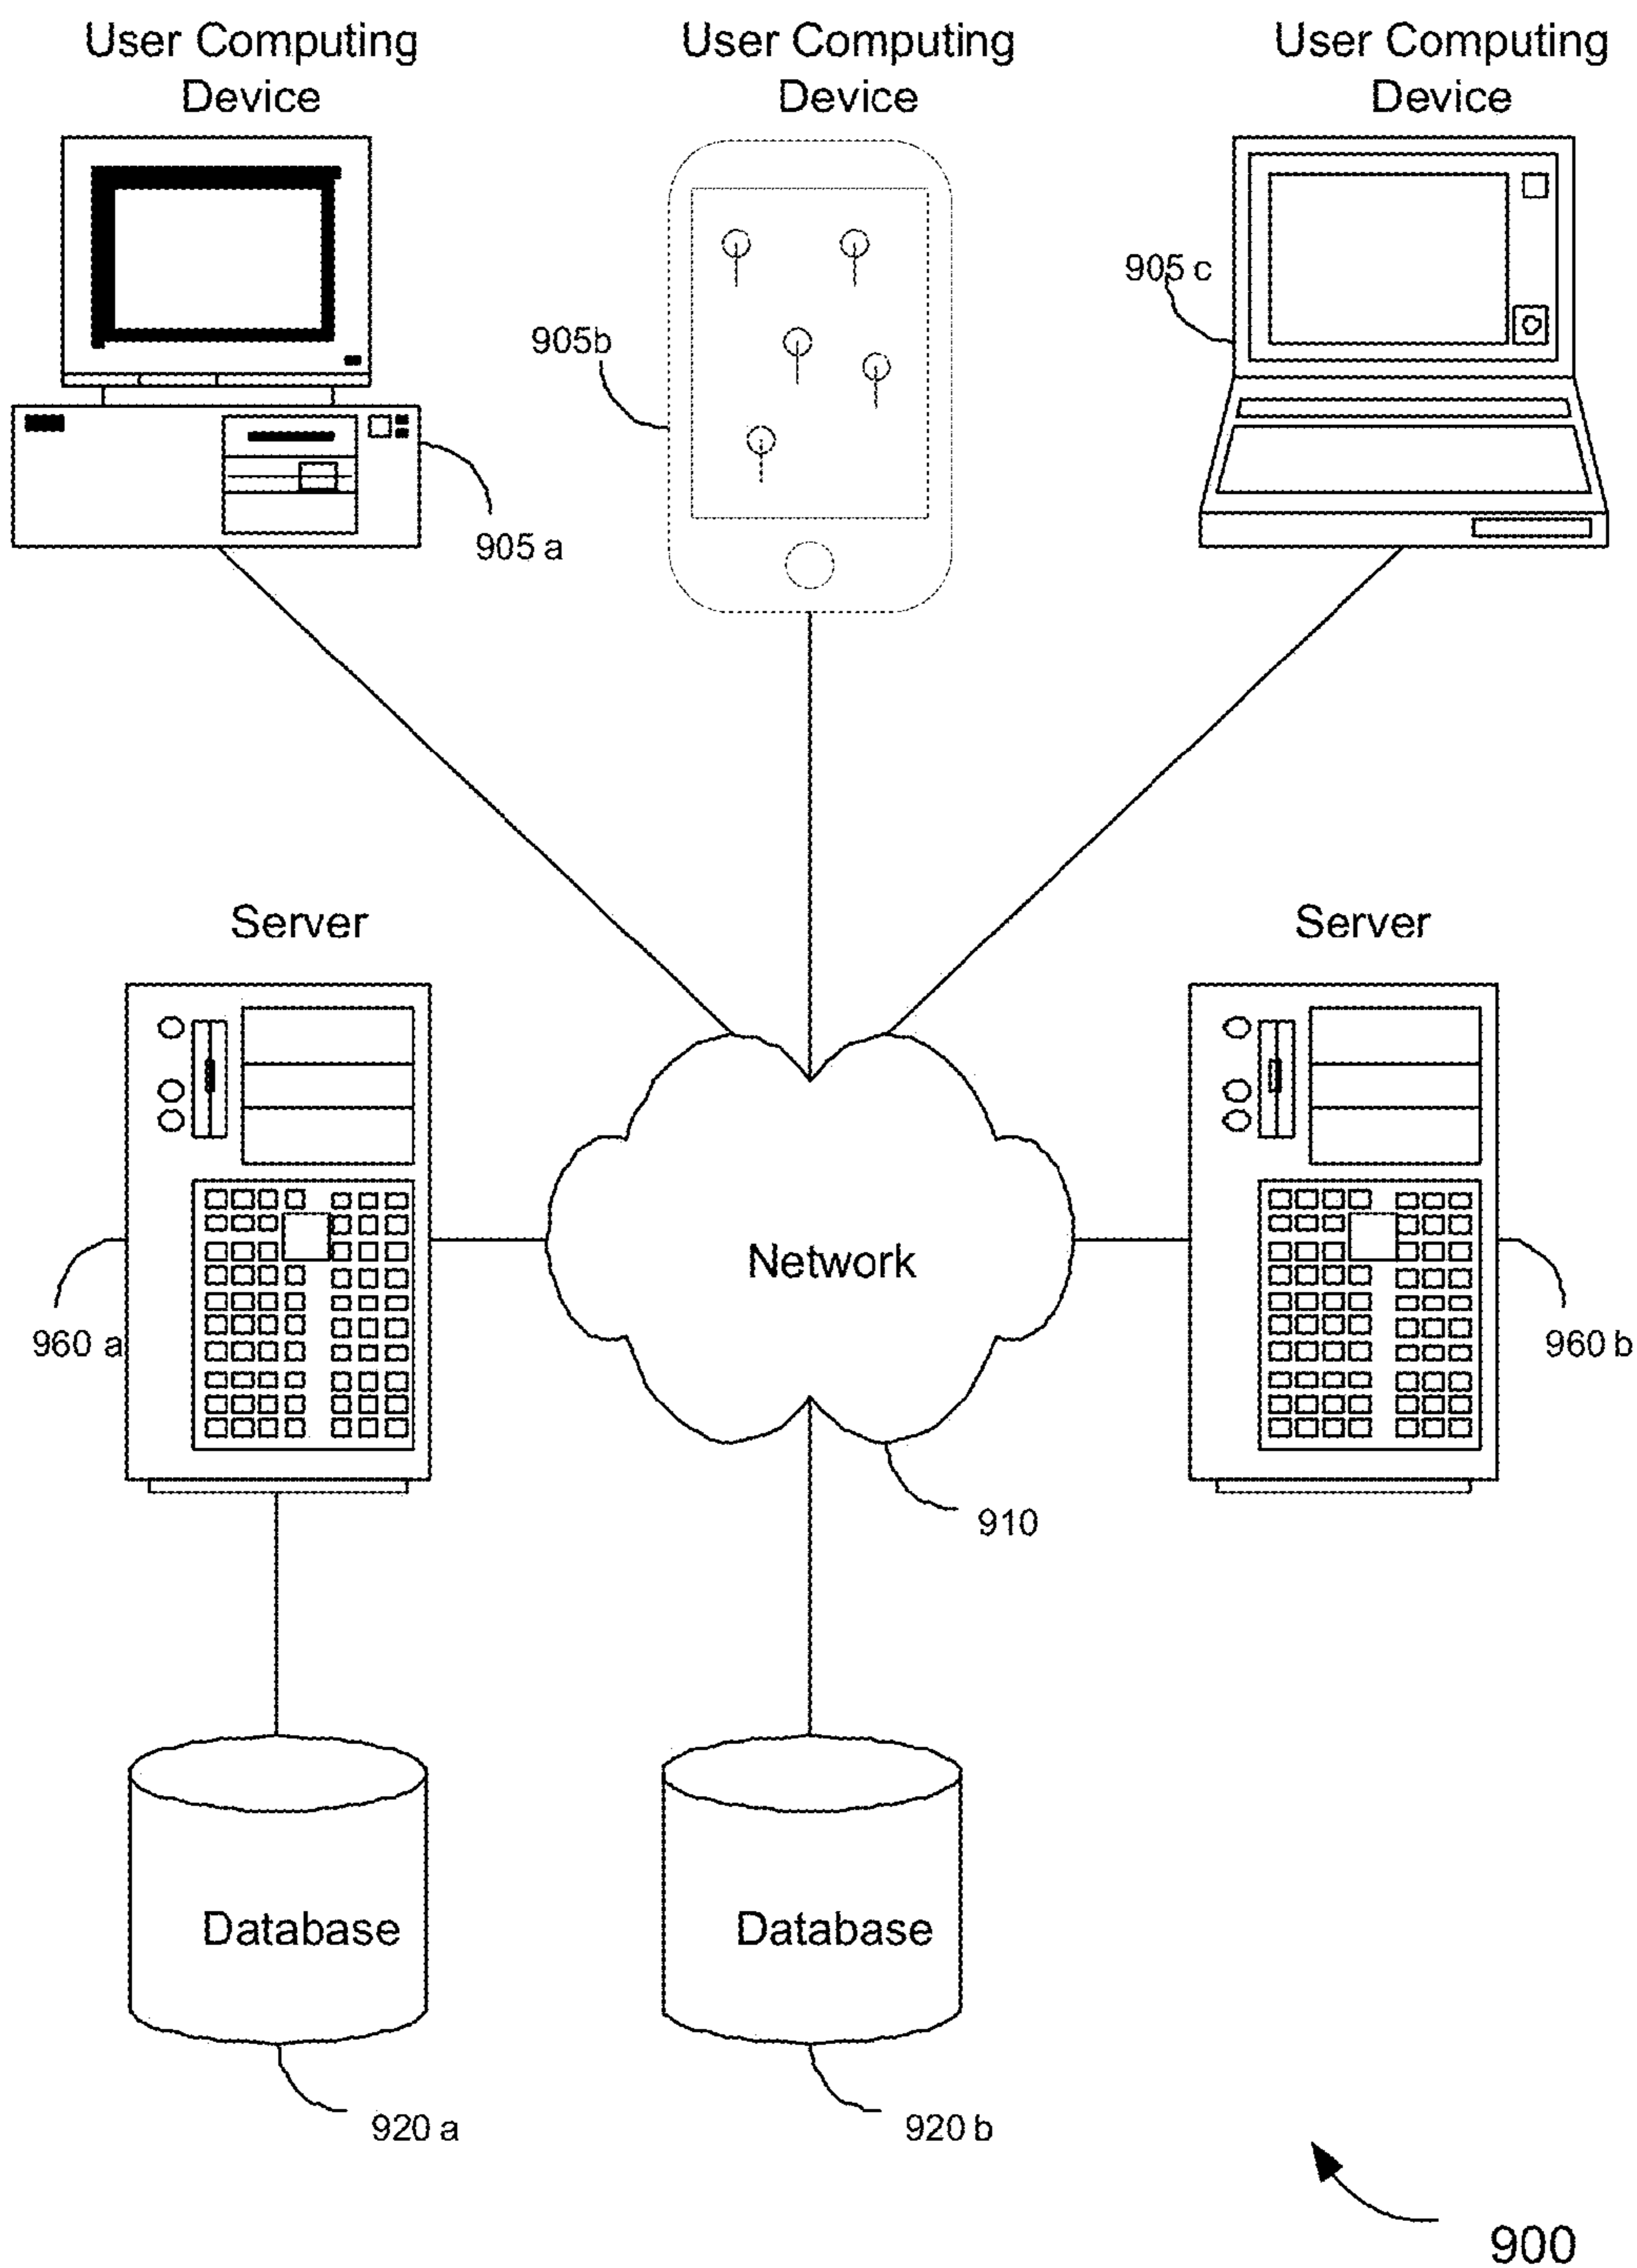 User Computing
Device
User Computing
Device
User Computing
Device
905 c
905b
905 a
Server
Server
Network
960 a
960 b
910
Database
Database
920 a
920 b
900